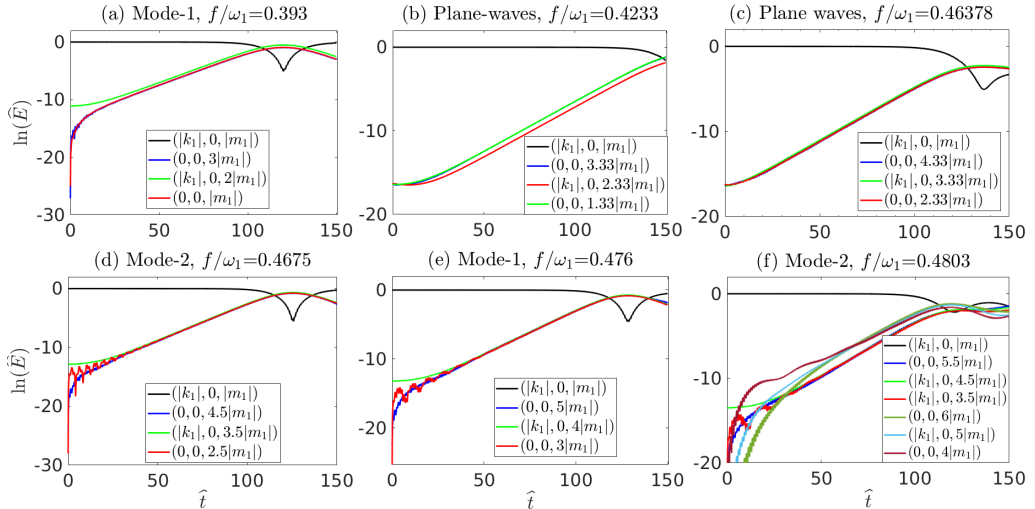 (a) Mode-1, f/ω₁=0.393
(b) Plane-waves, f/ω₁=0.4233
(c) Plane waves, f/ω₁=0.46378
ln(Ê)
0
-10
-20
-30
0 50 100 150
(|k₁|, 0, |m₁|)
(0, 0, 3|m₁|)
(|k₁|, 0, 2|m₁|)
(0, 0, |m₁|)
0
-10
-20
0 50 100 150
(|k₁|, 0, |m₁|)
(0, 0, 3.33|m₁|)
(|k₁|, 0, 2.33|m₁|)
(0, 0, 1.33|m₁|)
0
-10
-20
0 50 100 150
(|k₁|, 0, |m₁|)
(0, 0, 4.33|m₁|)
(|k₁|, 0, 3.33|m₁|)
(0, 0, 2.33|m₁|)
(d) Mode-2, f/ω₁=0.4675
(e) Mode-1, f/ω₁=0.476
(f) Mode-2, f/ω₁=0.4803
ln(Ê)
0
-10
-20
-30
0 50 100 150
t̂
(|k₁|, 0, |m₁|)
(0, 0, 4.5|m₁|)
(|k₁|, 0, 3.5|m₁|)
(0, 0, 2.5|m₁|)
0
-10
-20
0 50 100 150
t̂
(|k₁|, 0, |m₁|)
(0, 0, 5|m₁|)
(|k₁|, 0, 4|m₁|)
(0, 0, 3|m₁|)
0
-10
-20
0 50 100 150
t̂
(|k₁|, 0, |m₁|)
(0, 0, 5.5|m₁|)
(|k₁|, 0, 4.5|m₁|)
(|k₁|, 0, 3.5|m₁|)
(0, 0, 6|m₁|)
(|k₁|, 0, 5|m₁|)
(0, 0, 4|m₁|)